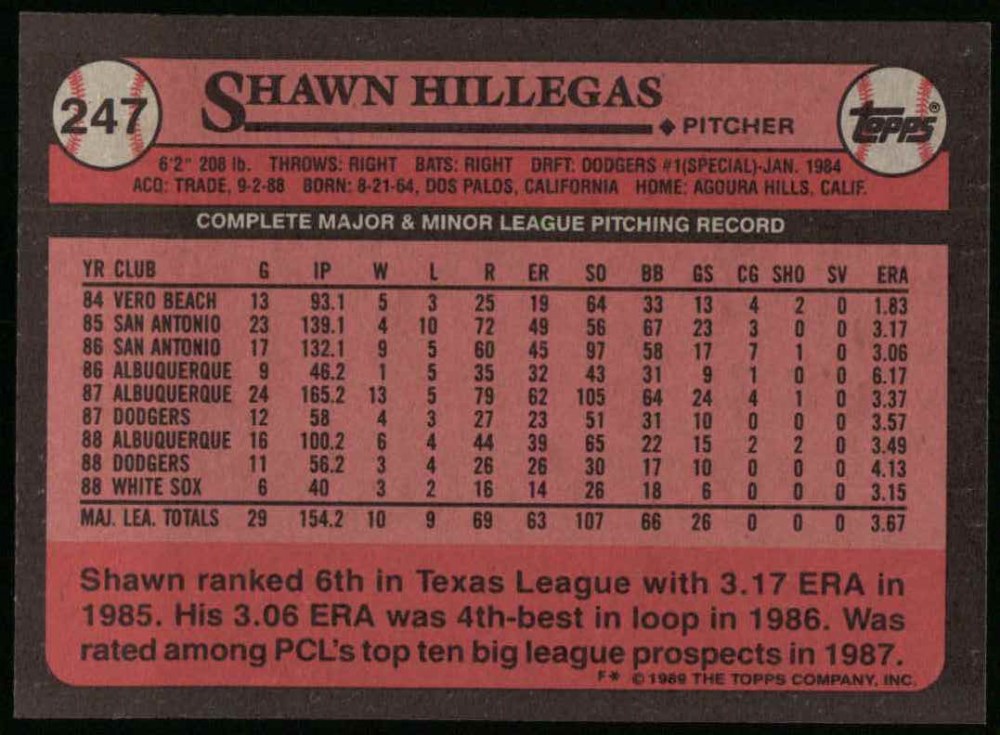 247
SHAWN HILLEGAS
PITCHER
TOPPS®
6'2" 208 lb. THROWS: RIGHT BATS: RIGHT DRFT: DODGERS #1(SPECIAL)-JAN. 1984
ACQ: TRADE, 9-2-88 BORN: 8-21-64, DOS PALOS, CALIFORNIA HOME: AGOURA HILLS, CALIF.
COMPLETE MAJOR & MINOR LEAGUE PITCHING RECORD
YR CLUB G IP W L R ER SO BB GS CG SHO SV ERA
84 VERO BEACH 13 93.1 5 3 25 19 64 33 13 4 2 0 1.83
85 SAN ANTONIO 23 139.1 4 10 72 49 56 67 23 3 0 0 3.17
86 SAN ANTONIO 17 132.1 9 5 60 45 97 58 17 7 1 0 3.06
86 ALBUQUERQUE 9 46.2 1 5 35 32 43 31 9 1 0 0 6.17
87 ALBUQUERQUE 24 165.2 13 5 79 62 105 64 24 4 1 0 3.37
87 DODGERS 12 58 4 3 27 23 51 31 10 0 0 0 3.57
88 ALBUQUERQUE 16 100.2 6 4 44 39 65 22 15 2 2 0 3.49
88 DODGERS 11 56.2 3 4 26 26 30 17 10 0 0 0 4.13
88 WHITE SOX 6 40 3 2 16 14 26 18 6 0 0 0 3.15
MAJ. LEA. TOTALS 29 154.2 10 9 69 63 107 66 26 0 0 0 3.67
Shawn ranked 6th in Texas League with 3.17 ERA in
1985. His 3.06 ERA was 4th-best in loop in 1986. Was
rated among PCL's top ten big league prospects in 1987.
F* © 1989 THE TOPPS COMPANY, INC.